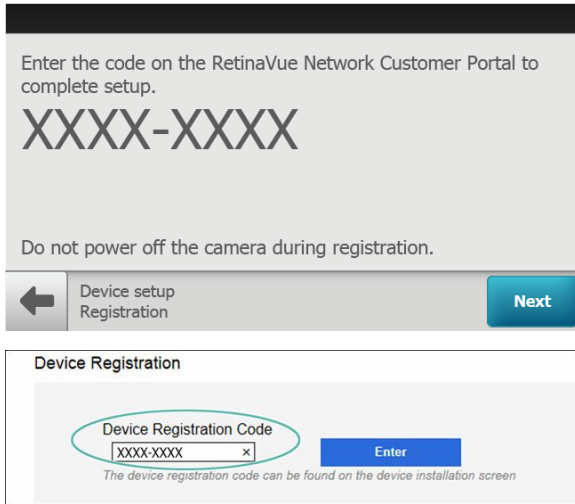 Enter the code on the RetinaVue Network Customer Portal to
complete setup.
XXXX-XXXX
Do not power off the camera during registration.
Device setup
Registration
Next
Device Registration
Device Registration Code
XXXX-XXXX ×
Enter
The device registration code can be found on the device installation screen